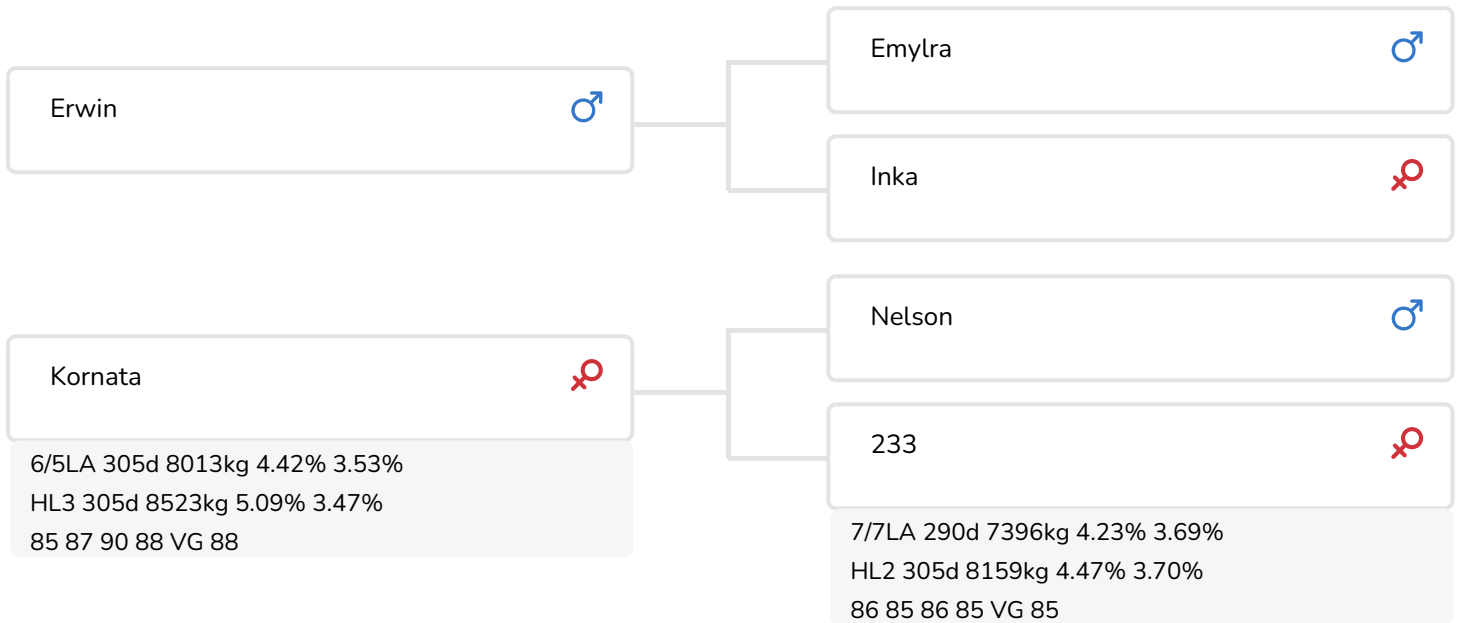 Erwin
Emylra
Inka
Kornata
6/5LA 305d 8013kg 4.42% 3.53%
HL3 305d 8523kg 5.09% 3.47%
85 87 90 88 VG 88
Nelson
233
7/7LA 290d 7396kg 4.23% 3.69%
HL2 305d 8159kg 4.47% 3.70%
86 85 86 85 VG 85